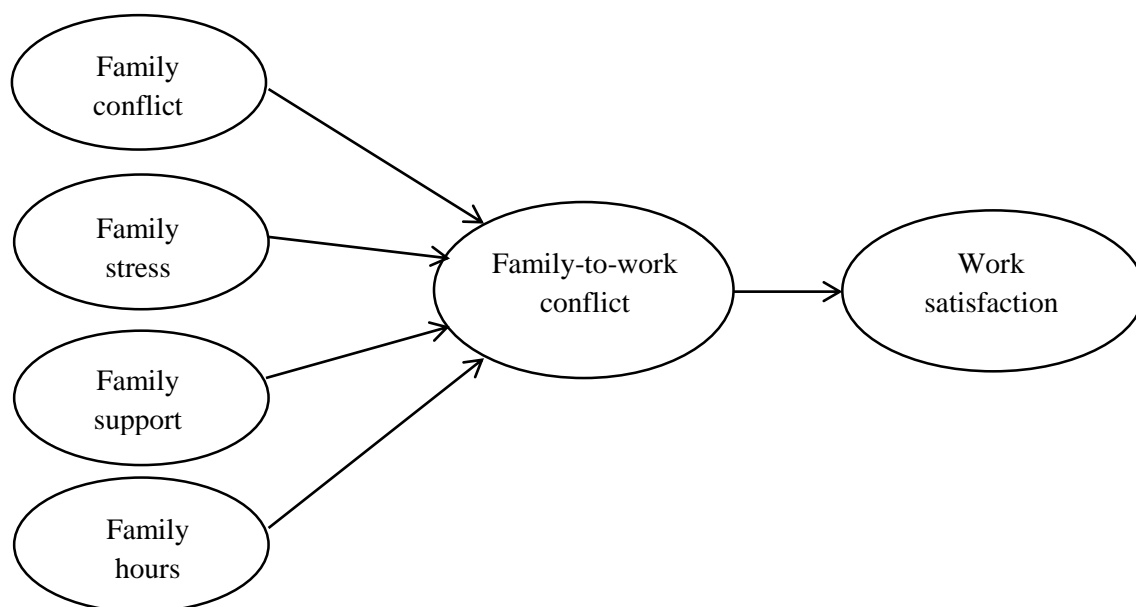 Family
conflict
Family
stress
Family
support
Family
hours
Family-to-work
conflict
Work
satisfaction